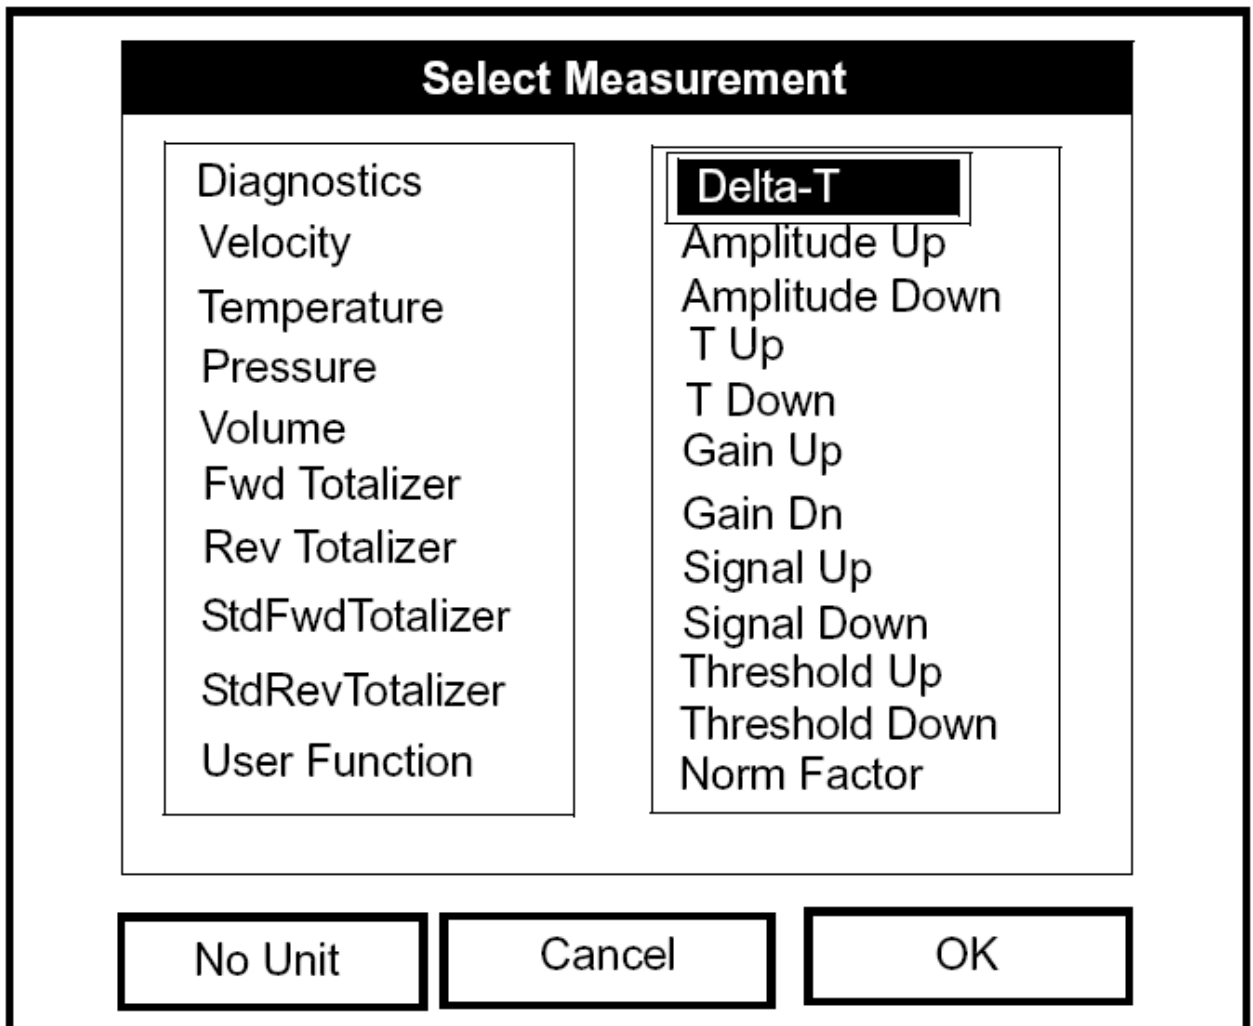 Select Measurement
Diagnostics
Velocity
Temperature
Pressure
Volume
Fwd Totalizer
Rev Totalizer
StdFwdTotalizer
StdRevTotalizer
User Function
Delta-T
Amplitude Up
Amplitude Down
T Up
T Down
Gain Up
Gain Dn
Signal Up
Signal Down
Threshold Up
Threshold Down
Norm Factor
No Unit
Cancel
OK